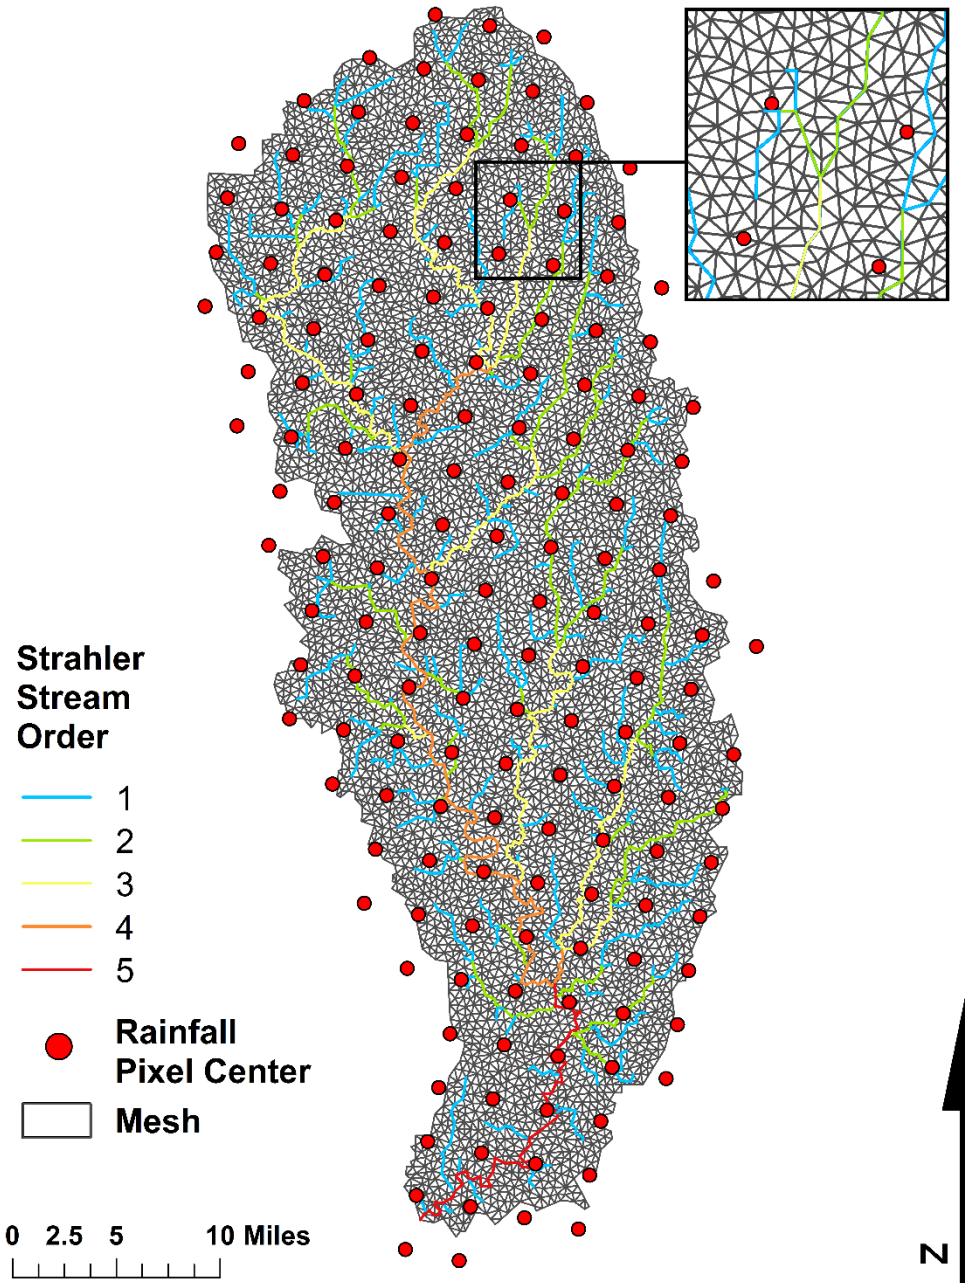 Strahler
Stream
Order
1
2
3
4
5
Rainfall
Pixel Center
Mesh
0 2.5 5 10 Miles
N